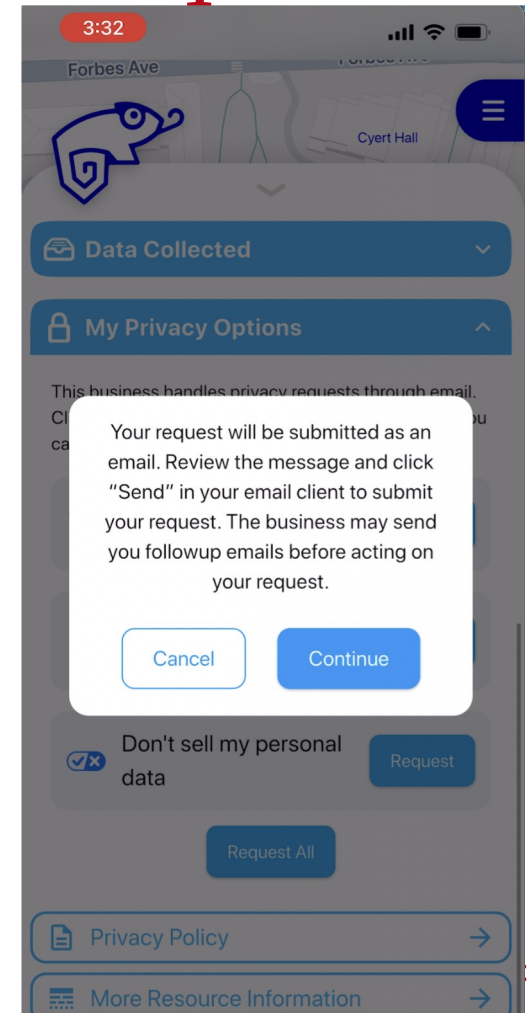 3:32
Forbes Ave
Cyert Hall
Data Collected
My Privacy Options
This business handles privacy requests through email.
Your request will be submitted as an
email. Review the message and click
“Send” in your email client to submit
your request. The business may send
you followup emails before acting on
your request.
Cancel
Continue
Don't sell my personal
data
Request
Request All
Privacy Policy
More Resource Information